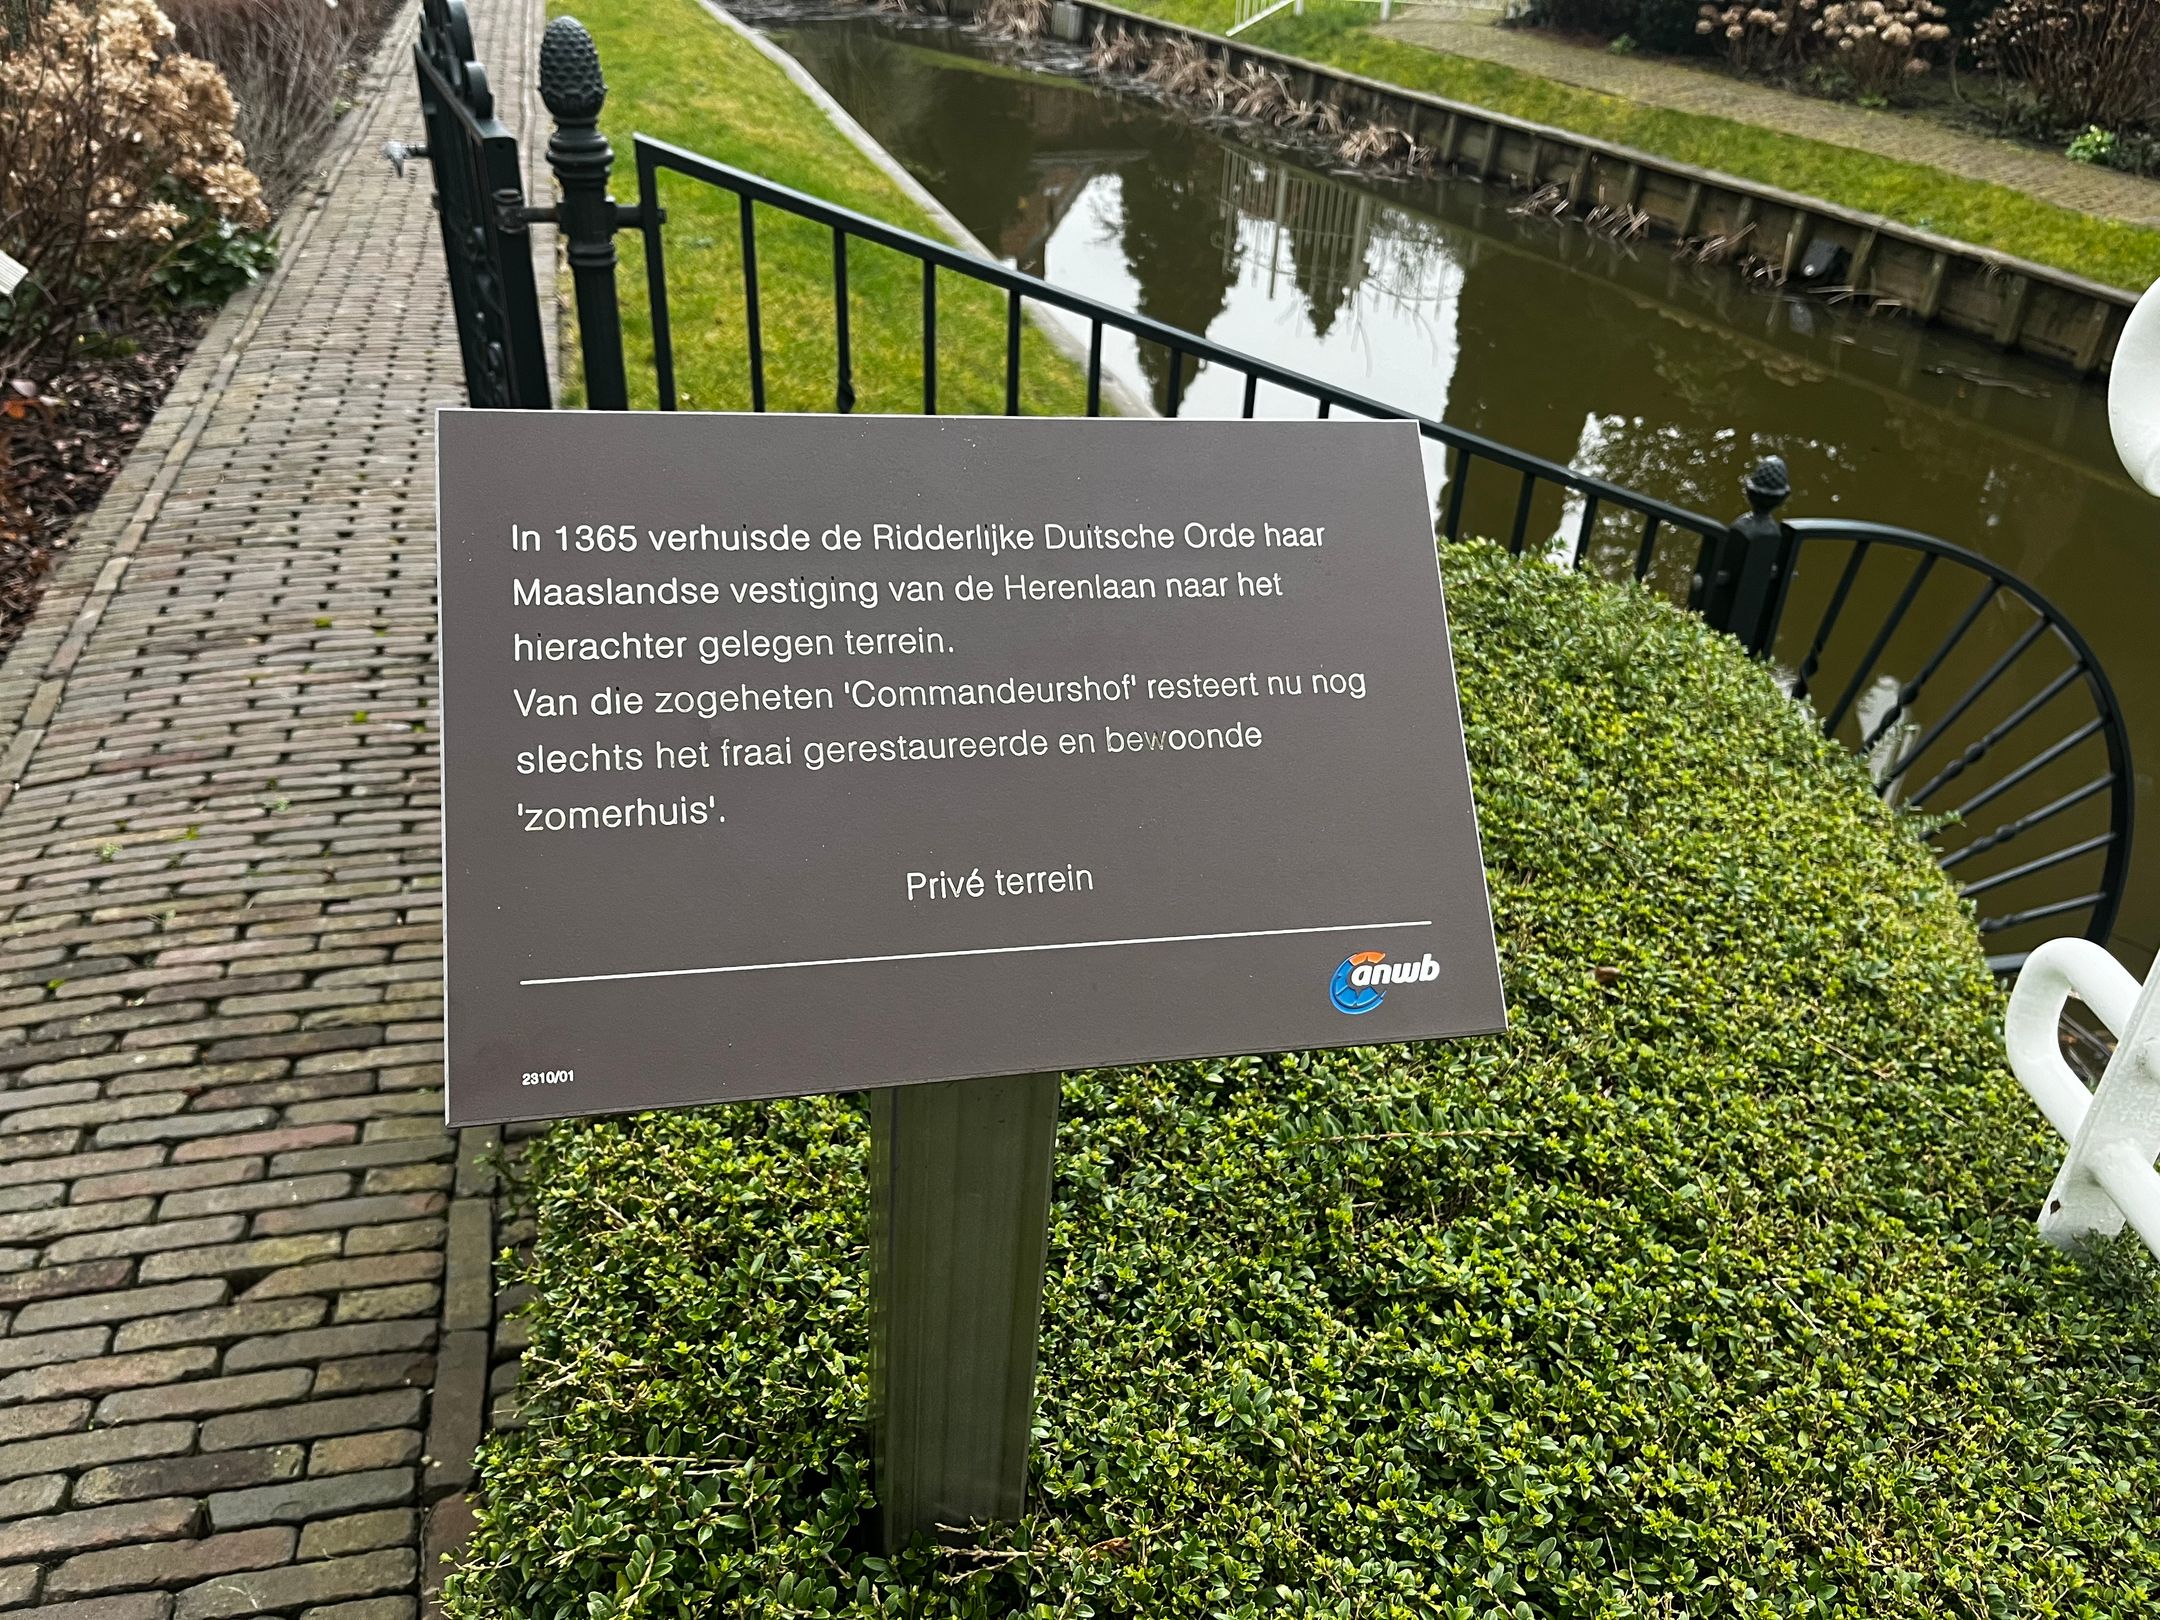 In 1365 verhuisde de Ridderlijke Duitsche Orde haar
Maaslandse vestiging van de Herenlaan naar het
hierachter gelegen terrein.
Van die zogeheten 'Commandeurshof' resteert nu nog
slechts het fraai gerestaureerde en bewoonde
'zomerhuis'.
Privé terrein
anwb
2310/01